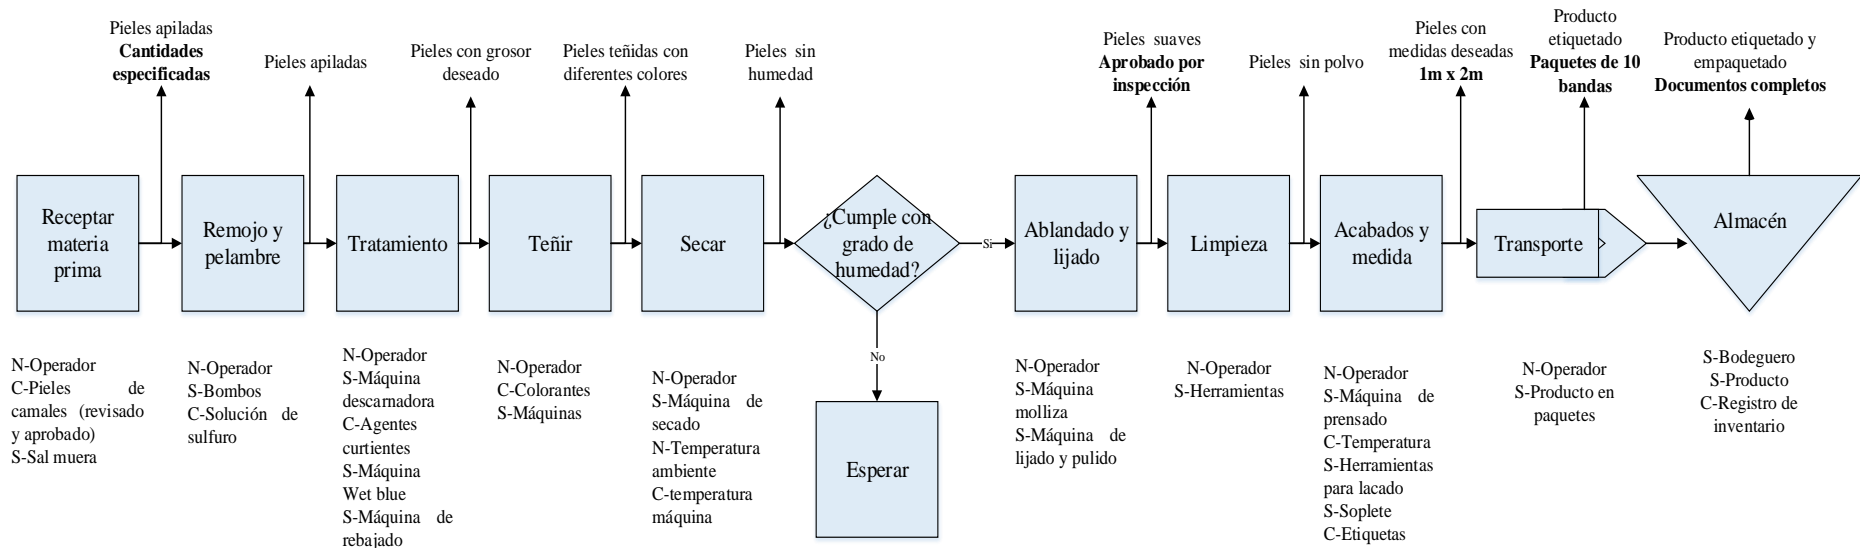 Pieles apiladas
Cantidades
especificadas
Pieles apiladas
Pieles con grosor
deseado
Pieles teñidas con
diferentes colores
Pieles sin
humedad
Pieles suaves
Aprobado por
inspección
Pieles sin polvo
Pieles con
medidas deseadas
1m x 2m
Producto
etiquetado
Paquetes de 10
bandas
Producto etiquetado y
empaquetado
Documentos completos
Receptar
materia
prima
Remojo y
pelambre
Tratamiento
Teñir
Secar
¿Cumple con
grado de
humedad?
Si
No
Esperar
Ablandado y
lijado
Limpieza
Acabados y
medida
Transporte
Almacén
N-Operador
C-Pieles de
camales (revisado
y aprobado)
S-Sal muera
N-Operador
S-Bombos
C-Solución de
sulfuro
N-Operador
S-Máquina
descarnadora
C-Agentes
curtientes
S-Máquina
Wet blue
S-Máquina de
rebajado
N-Operador
C-Colorantes
S-Máquinas
N-Operador
S-Máquina de
secado
N-Temperatura
ambiente
C-temperatura
máquina
N-Operador
S-Máquina
molliza
S-Máquina de
lijado y pulido
N-Operador
S-Herramientas
N-Operador
S-Máquina de
prensado
C-Temperatura
S-Herramientas
para lacado
S-Soplete
C-Etiquetas
N-Operador
S-Producto en
paquetes
S-Bodeguero
S-Producto
C-Registro de
inventario